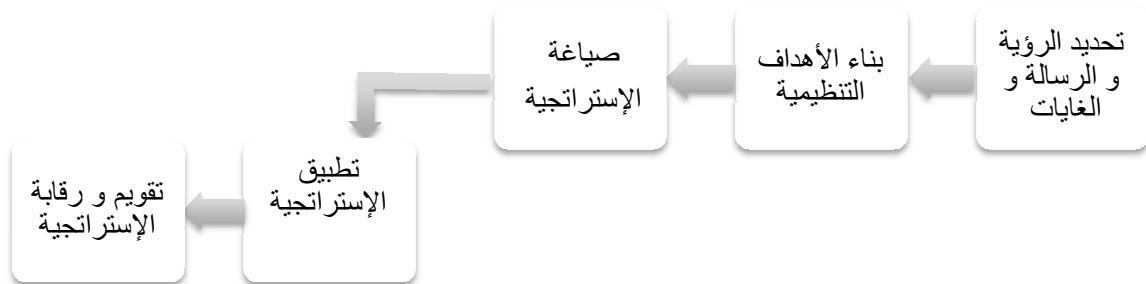 تحديد الرؤية
و الرسالة و
الغايات
بناء الأهداف
التنظيمية
صياغة
الإستراتجية
تطبيق
الإستراتجية
تقويم و رقابة
الإستراتجية